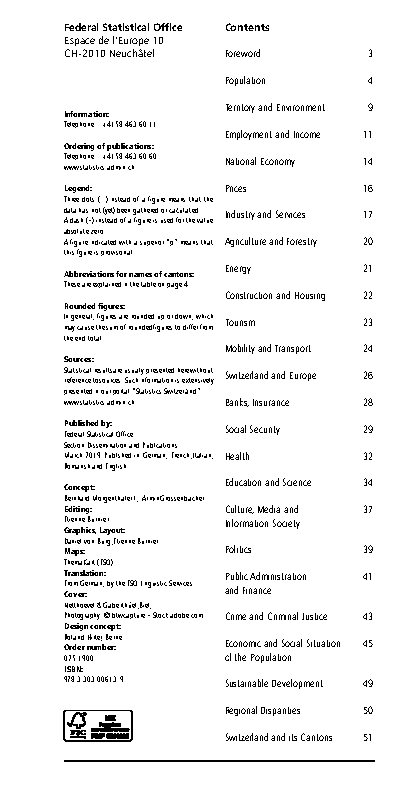 Federal Statistical Office
Espace de l'Europe 10
CH-2010 Neuchâtel
Information:
Telephone +41 58 463 60 11
Ordering of publications:
Telephone +41 58 463 60 60
www.statistics.admin.ch
Legend:
Three dots (...) instead of a figure means that the
data has not (yet) been gathered or calculated.
A dash (–) instead of a figure is used for the value
absolute zero.
A figure indicated with a superior "p" means that
this figure is provisional.
Abbreviations for names of cantons:
These are explained in the table on page 4.
Rounded figures:
In general, figures are rounded up or down, which
may cause the sum of rounded figures to differ from
the end total.
Sources:
Statistical results are usually presented here without
reference to sources. Such information is extensively
presented in our portal "Statistics Switzerland"
www.statistics.admin.ch
Published by:
Federal Statistical Office
Section Dissemination and Publications
March 2019. Published in German, French, Italian,
Romansh and English
Concept:
Bernhard Morgenthaler, Armin Grossenbacher
Editing:
Etienne Burnier
Graphics, Layout:
Daniel von Burg, Etienne Burnier
Maps:
ThemaKart (FSO)
Translation:
From German, by the FSO Linguistic Services
Cover:
Netthoevel & Gaberthüel, Biel;
Photography: © btwcapture – Stock.adobe.com
Design concept:
Roland Hirter, Berne
Order number:
025-1900
ISBN:
978-3-303-00613-9
FSC
Contents
Foreword 3
Population 4
Territory and Environment 9
Employment and Income 11
National Economy 14
Prices 16
Industry and Services 17
Agriculture and Forestry 20
Energy 21
Construction and Housing 22
Tourism 23
Mobility and Transport 24
Switzerland and Europe 26
Banks, Insurance 28
Social Security 29
Health 32
Education and Science 34
Culture, Media and 37
Information Society
Politics 39
Public Administration 41
and Finance
Crime and Criminal Justice 43
Economic and Social Situation 45
of the Population
Sustainable Development 49
Regional Disparities 50
Switzerland and its Cantons 51